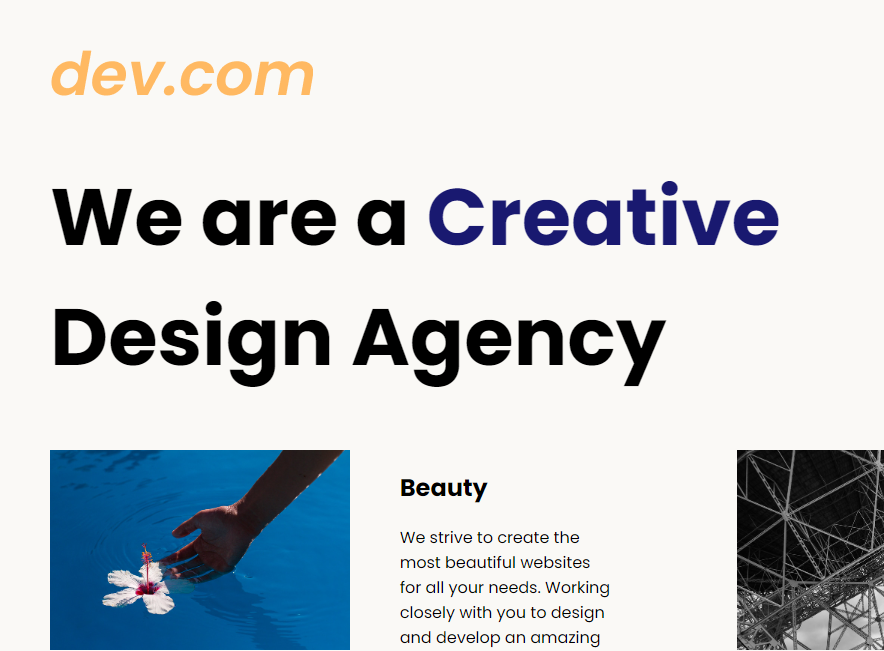 dev.com
We are a Creative
Design Agency
Beauty
We strive to create the
most beautiful websites
for all your needs. Working
closely with you to design
and develop an amazing